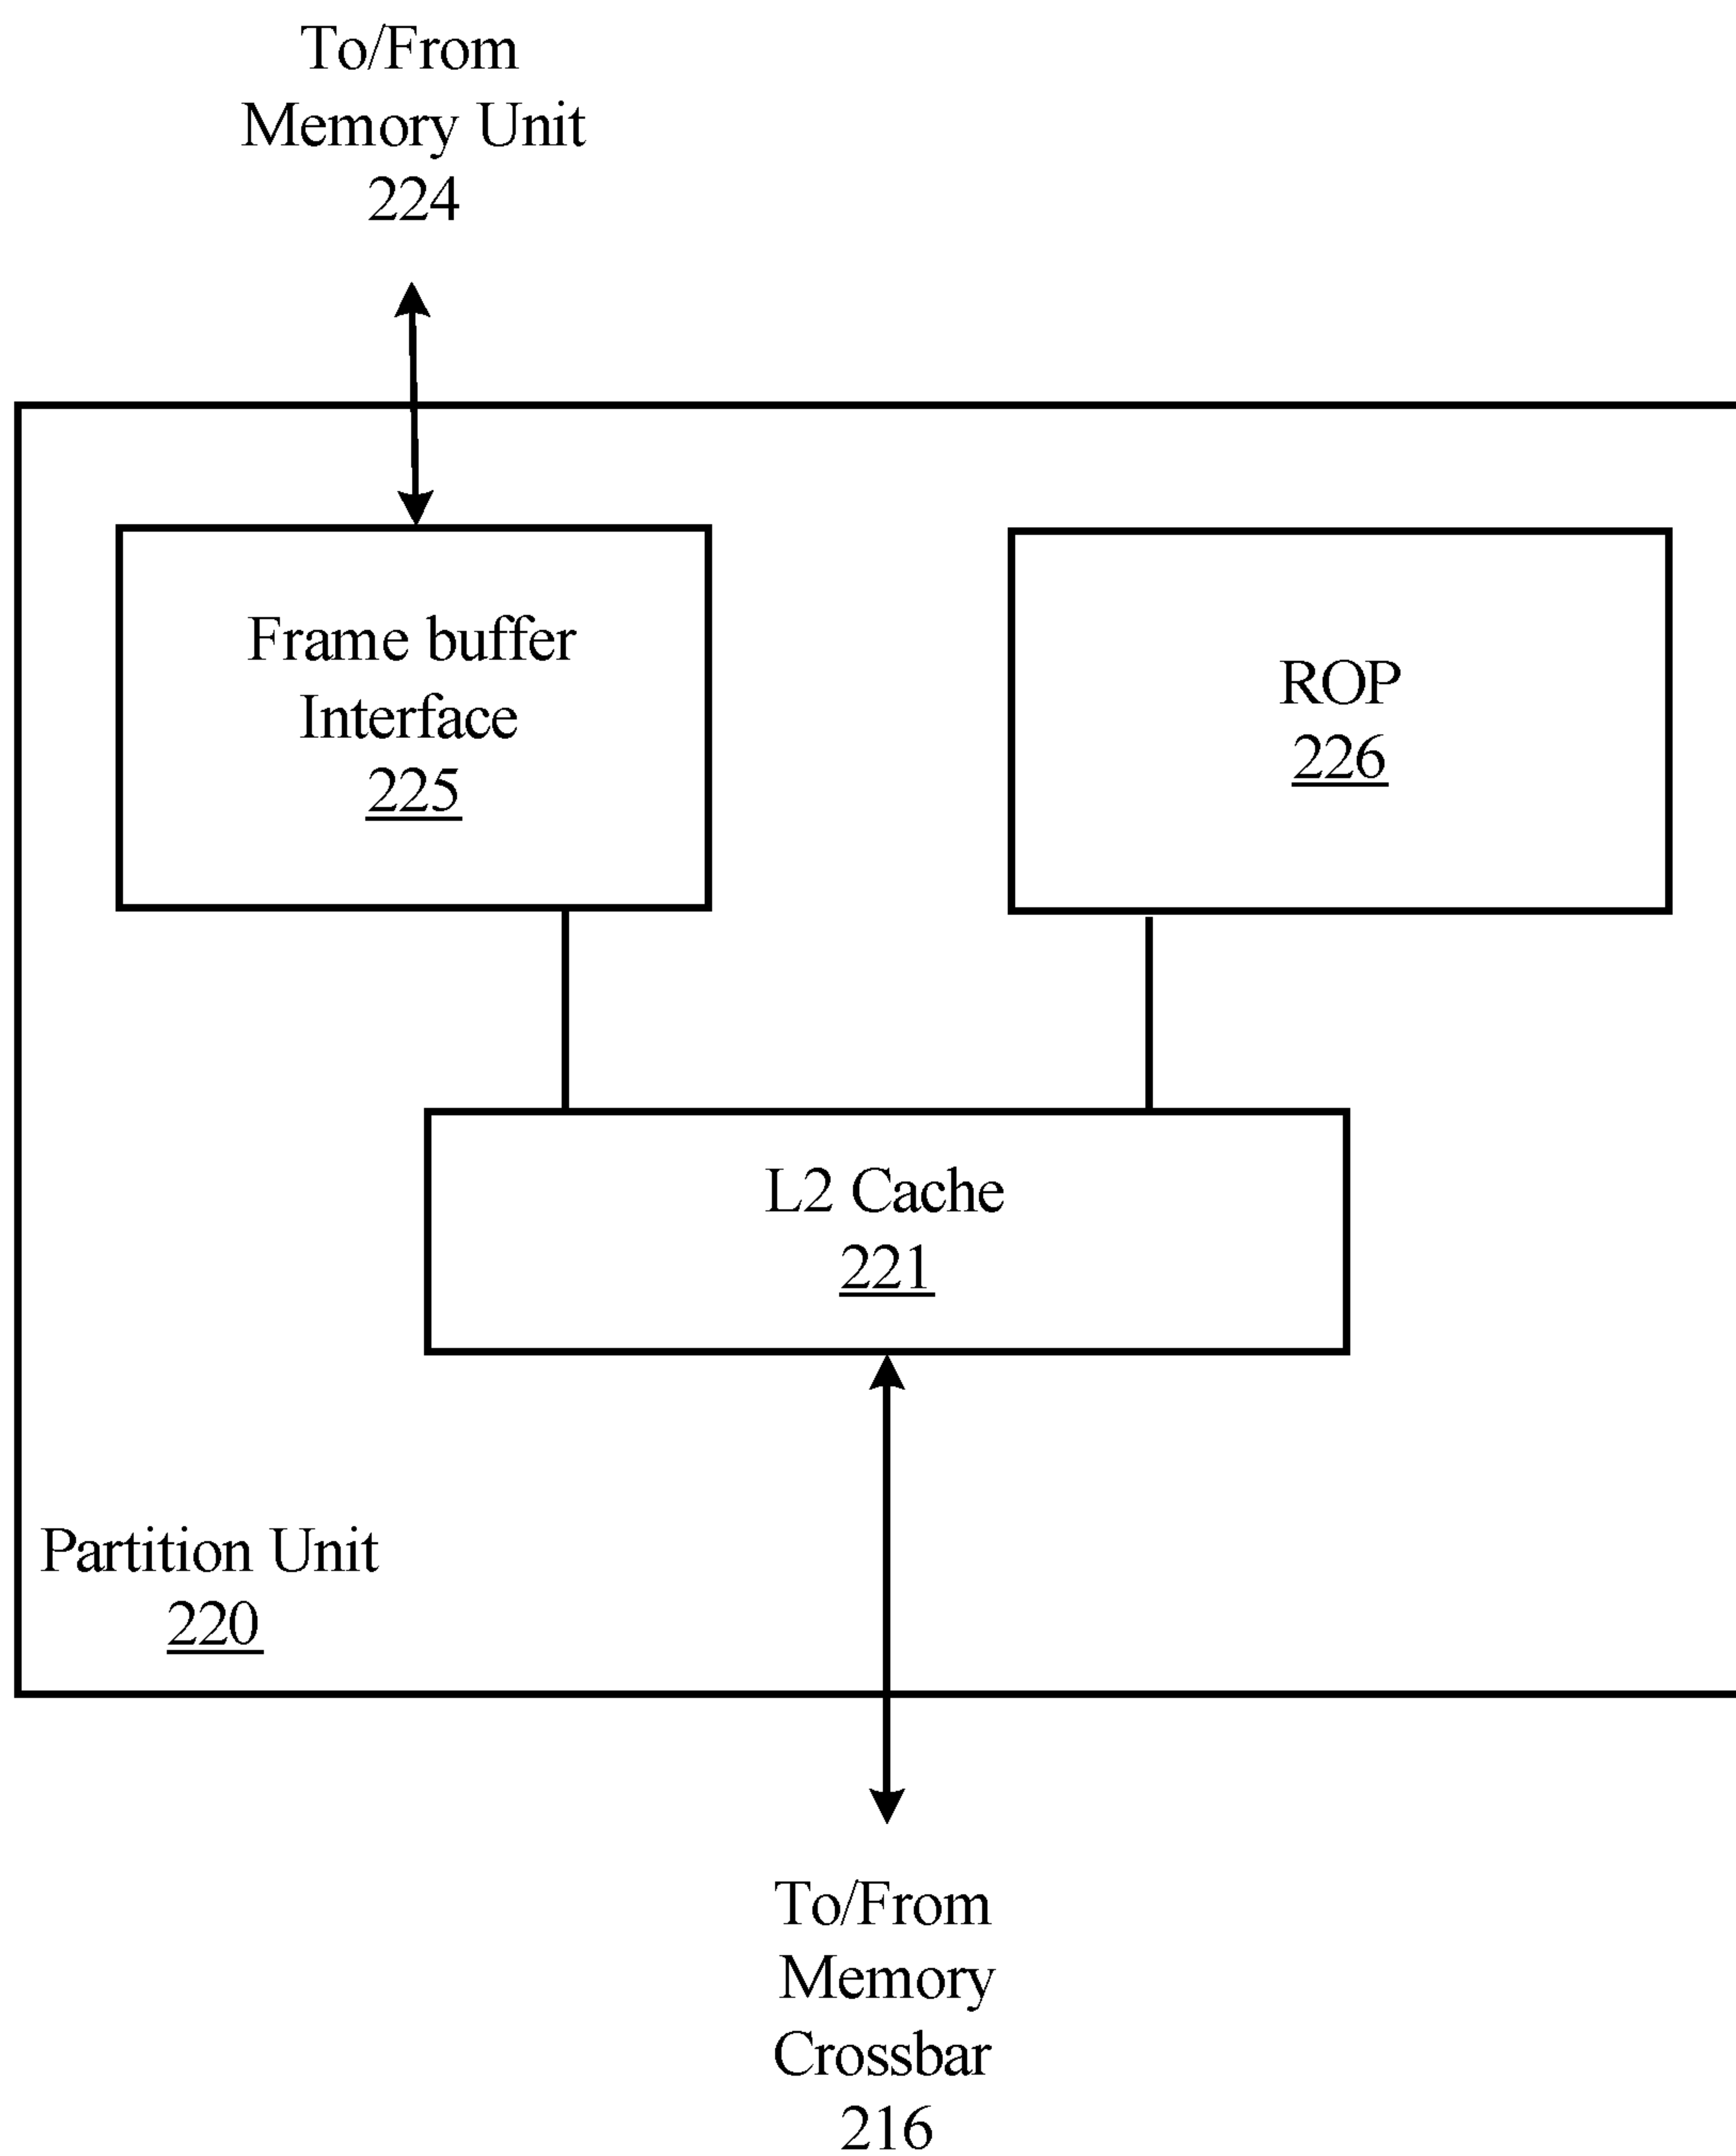 To/From
Memory Unit
224
Frame buffer
Interface
225
ROP
226
L2 Cache
221
Partition Unit
220
To/From
Memory
Crossbar
216